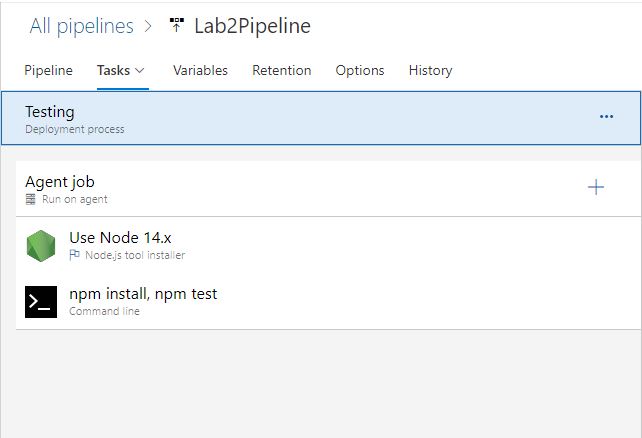 All pipelines > Lab2Pipeline
Pipeline Tasks Variables Retention Options History
Testing
Deployment process
...
Agent job
Run on agent
Use Node 14.x
Node.js tool installer
npm install, npm test
Command line